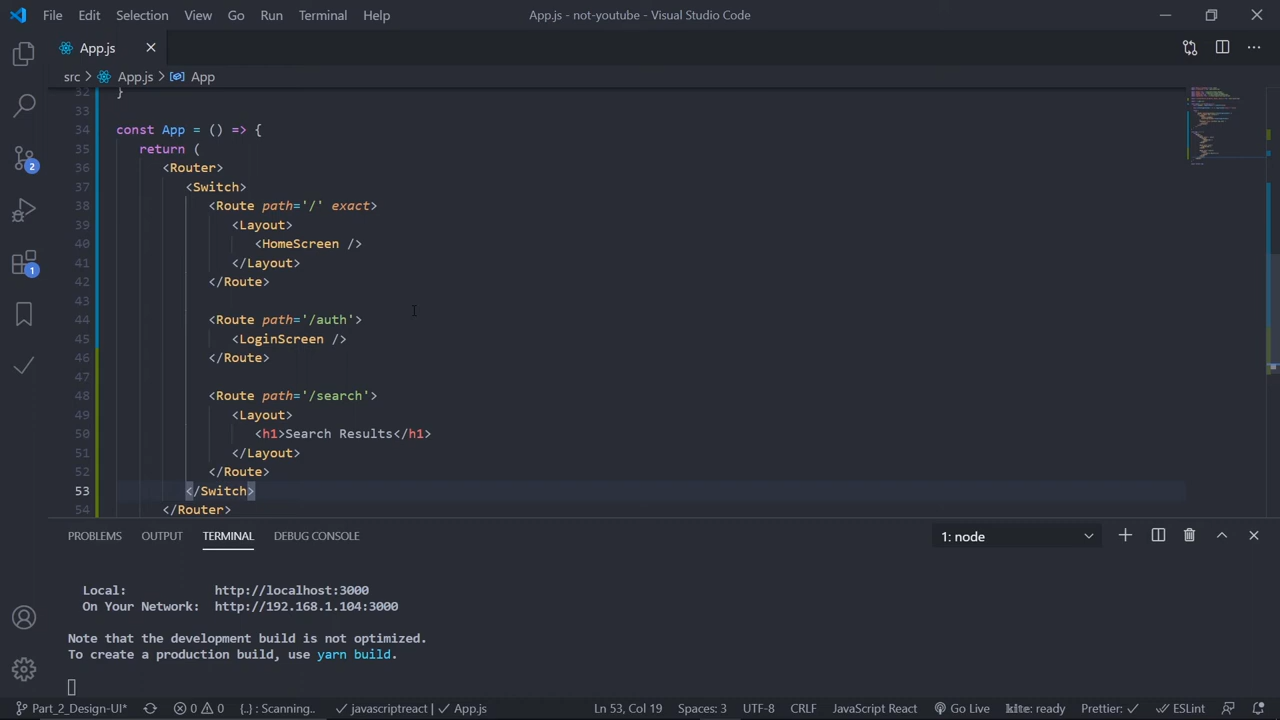 File Edit Selection View Go Run Terminal Help App.js - not-youtube - Visual Studio Code
App.js
src > App.js > App
32 }
33
34 const App = () => {
35 return (
36 <Router>
37 <Switch>
38 <Route path='/' exact>
39 <Layout>
40 <HomeScreen />
41 </Layout>
42 </Route>
43
44 <Route path='/auth'>
45 <LoginScreen />
46 </Route>
47
48 <Route path='/search'>
49 <Layout>
50 <h1>Search Results</h1>
51 </Layout>
52 </Route>
53 </Switch>
54 </Router>
2
1
PROBLEMS OUTPUT TERMINAL DEBUG CONSOLE 1: node
Local: http://localhost:3000
On Your Network: http://192.168.1.104:3000
Note that the development build is not optimized.
To create a production build, use yarn build.
Part_2_Design-UI* 0 0 {..} : Scanning.. javascriptreact | App.js Ln 53, Col 19 Spaces: 3 UTF-8 CRLF JavaScript React Go Live kite: ready Prettier: ESLint